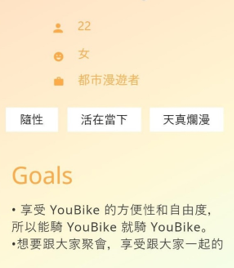 22
女
都市漫遊者
隨性 活在當下 天真爛漫
Goals
• 享受 YouBike 的方便性和自由度，
所以能騎 YouBike 就騎 YouBike。
•想要跟大家聚會，享受跟大家一起的